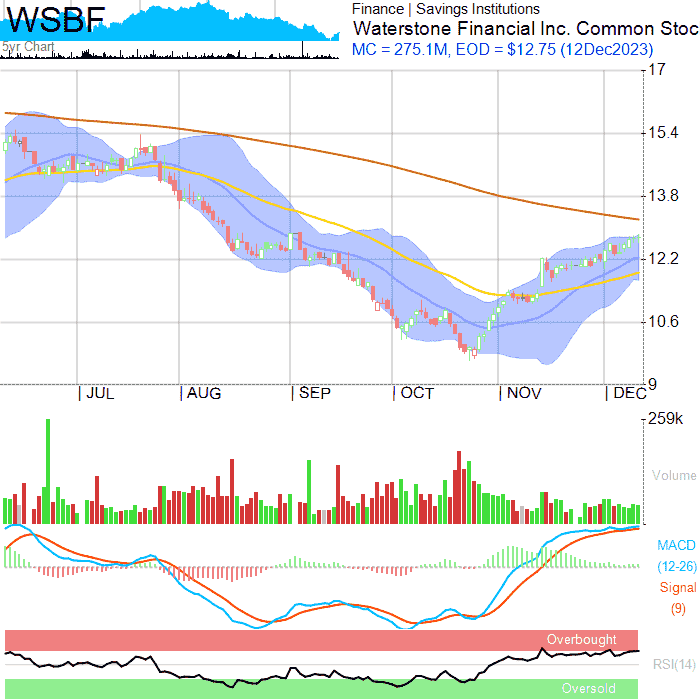 WSBF
5yr Chart
Finance | Savings Institutions
Waterstone Financial Inc. Common Stoc
MC = 275.1M, EOD = $12.75 (12Dec2023)
17
15.4
13.8
12.2
10.6
9
| JUL | AUG | SEP | OCT | NOV | DEC
259k
Volume
MACD
(12-26)
Signal
(9)
Overbought
RSI(14)
Oversold